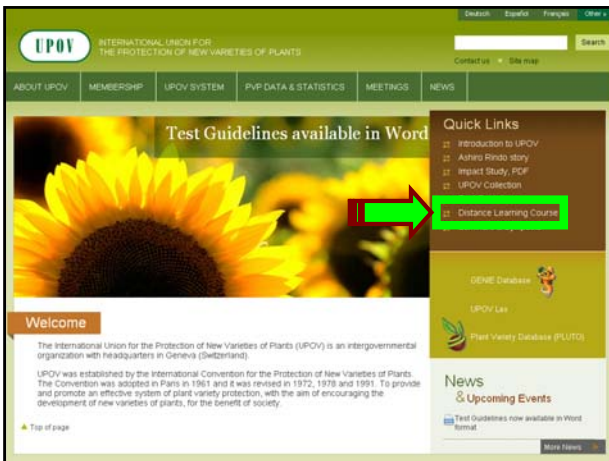 Deutsch Español Français Other
UPOV
INTERNATIONAL UNION FOR
THE PROTECTION OF NEW VARIETIES OF PLANTS
Search
Contact us Site map
ABOUT UPOV MEMBERSHIP UPOV SYSTEM PVP DATA & STATISTICS MEETINGS NEWS
Test Guidelines available in Word
Quick Links
Introduction to UPOV
Ashiro Rindo story
Impact Study, PDF
UPOV Collection
Distance Learning Course
GENIE Database
UPOV Lex
Plant Variety Database (PLUTO)
Welcome
The International Union for the Protection of New Varieties of Plants (UPOV) is an intergovernmental
organization with headquarters in Geneva (Switzerland).
UPOV was established by the International Convention for the Protection of New Varieties of Plants.
The Convention was adopted in Paris in 1961 and it was revised in 1972, 1978 and 1991. To provide
and promote an effective system of plant variety protection, with the aim of encouraging the
development of new varieties of plants, for the benefit of society.
Top of page
News
& Upcoming Events
Test Guidelines now available in Word
format
More News